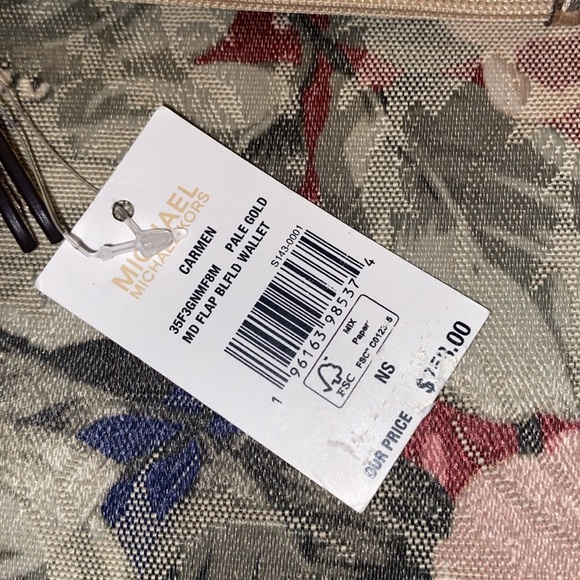 MICHAEL
MICHAEL KORS
CARMEN
35F3GNMF8M PALE GOLD
MD FLAP BLFLD WALLET
S143-0001
1 96163 98537 4
FSC
MIX
Paper
NS
OUR PRICE $